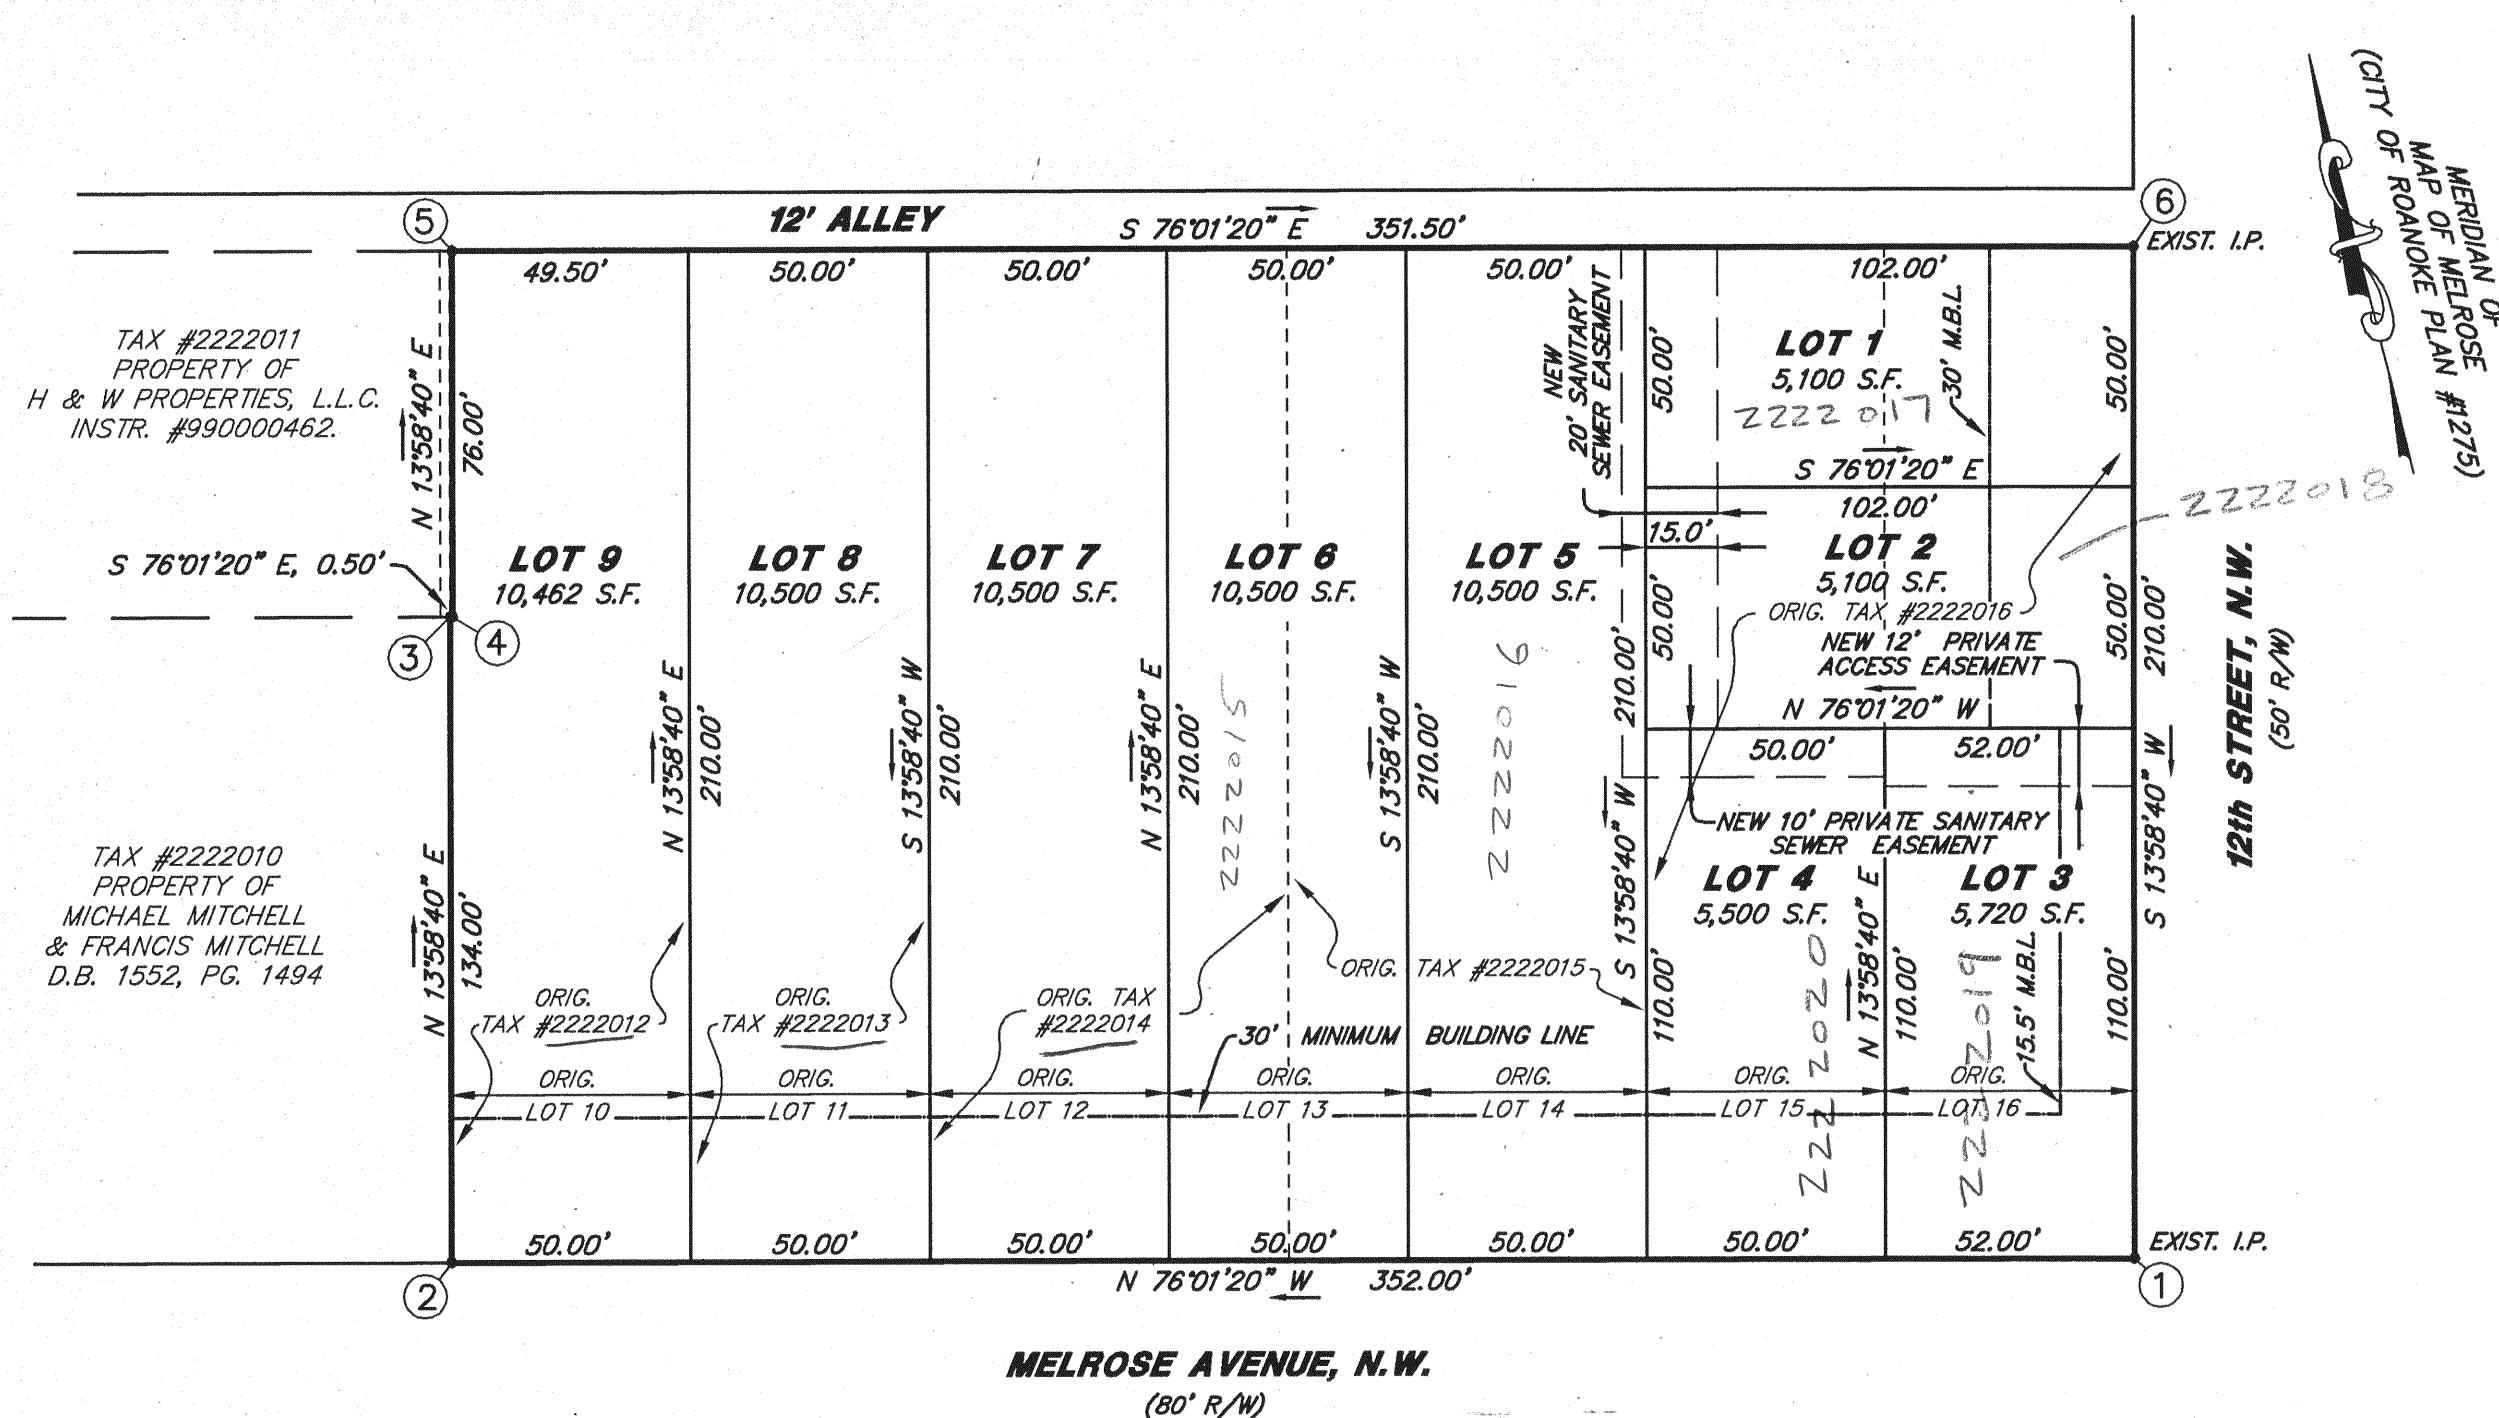 12' ALLEY
S 76°01'20" E 351.50'
5
6
EXIST. I.P.
MERIDIAN OF
MAP OF MELROSE
(CITY OF ROANOKE PLAN #1275)
49.50'
50.00'
50.00'
50.00'
50.00'
102.00'
TAX #2222011
PROPERTY OF
H & W PROPERTIES, L.L.C.
INSTR. #990000462.
N 13°58'40" E
76.00'
S 76°01'20" E, 0.50'
3
4
NEW
20' SANITARY
SEWER EASEMENT
50.00'
LOT 1
5,100 S.F.
2222017
30' M.B.L.
50.00'
S 76°01'20" E
102.00'
15.0'
2222018
LOT 9
10,462 S.F.
LOT 8
10,500 S.F.
LOT 7
10,500 S.F.
LOT 6
10,500 S.F.
LOT 5
10,500 S.F.
LOT 2
5,100 S.F.
50.00'
50.00'
210.00'
ORIG. TAX #2222016
NEW 12' PRIVATE
ACCESS EASEMENT
N 76°01'20" W
50.00'
52.00'
12th STREET, N.W.
(50' R/W)
N 13°58'40" E
210.00'
S 13°58'40" W
210.00'
N 13°58'40" E
210.00'
2222015
S 13°58'40" W
210.00'
2222016
S 13°58'40" W
210.00'
S 13°58'40" W
NEW 10' PRIVATE SANITARY
SEWER EASEMENT
LOT 4
5,500 S.F.
LOT 3
5,720 S.F.
TAX #2222010
PROPERTY OF
MICHAEL MITCHELL
& FRANCIS MITCHELL
D.B. 1552, PG. 1494
N 13°58'40" E
134.00'
ORIG.
TAX #2222012
ORIG.
TAX #2222013
ORIG. TAX
#2222014
ORIG. TAX #2222015
30' MINIMUM BUILDING LINE
110.00'
2222020
N 13°58'40" E
110.00'
2222019
15.5' M.B.L.
110.00'
ORIG.
LOT 10
ORIG.
LOT 11
ORIG.
LOT 12
ORIG.
LOT 13
ORIG.
LOT 14
ORIG.
LOT 15
ORIG.
LOT 16
50.00'
50.00'
50.00'
50.00'
50.00'
50.00'
52.00'
EXIST. I.P.
2
N 76°01'20" W 352.00'
1
MELROSE AVENUE, N.W.
(80' R/W)